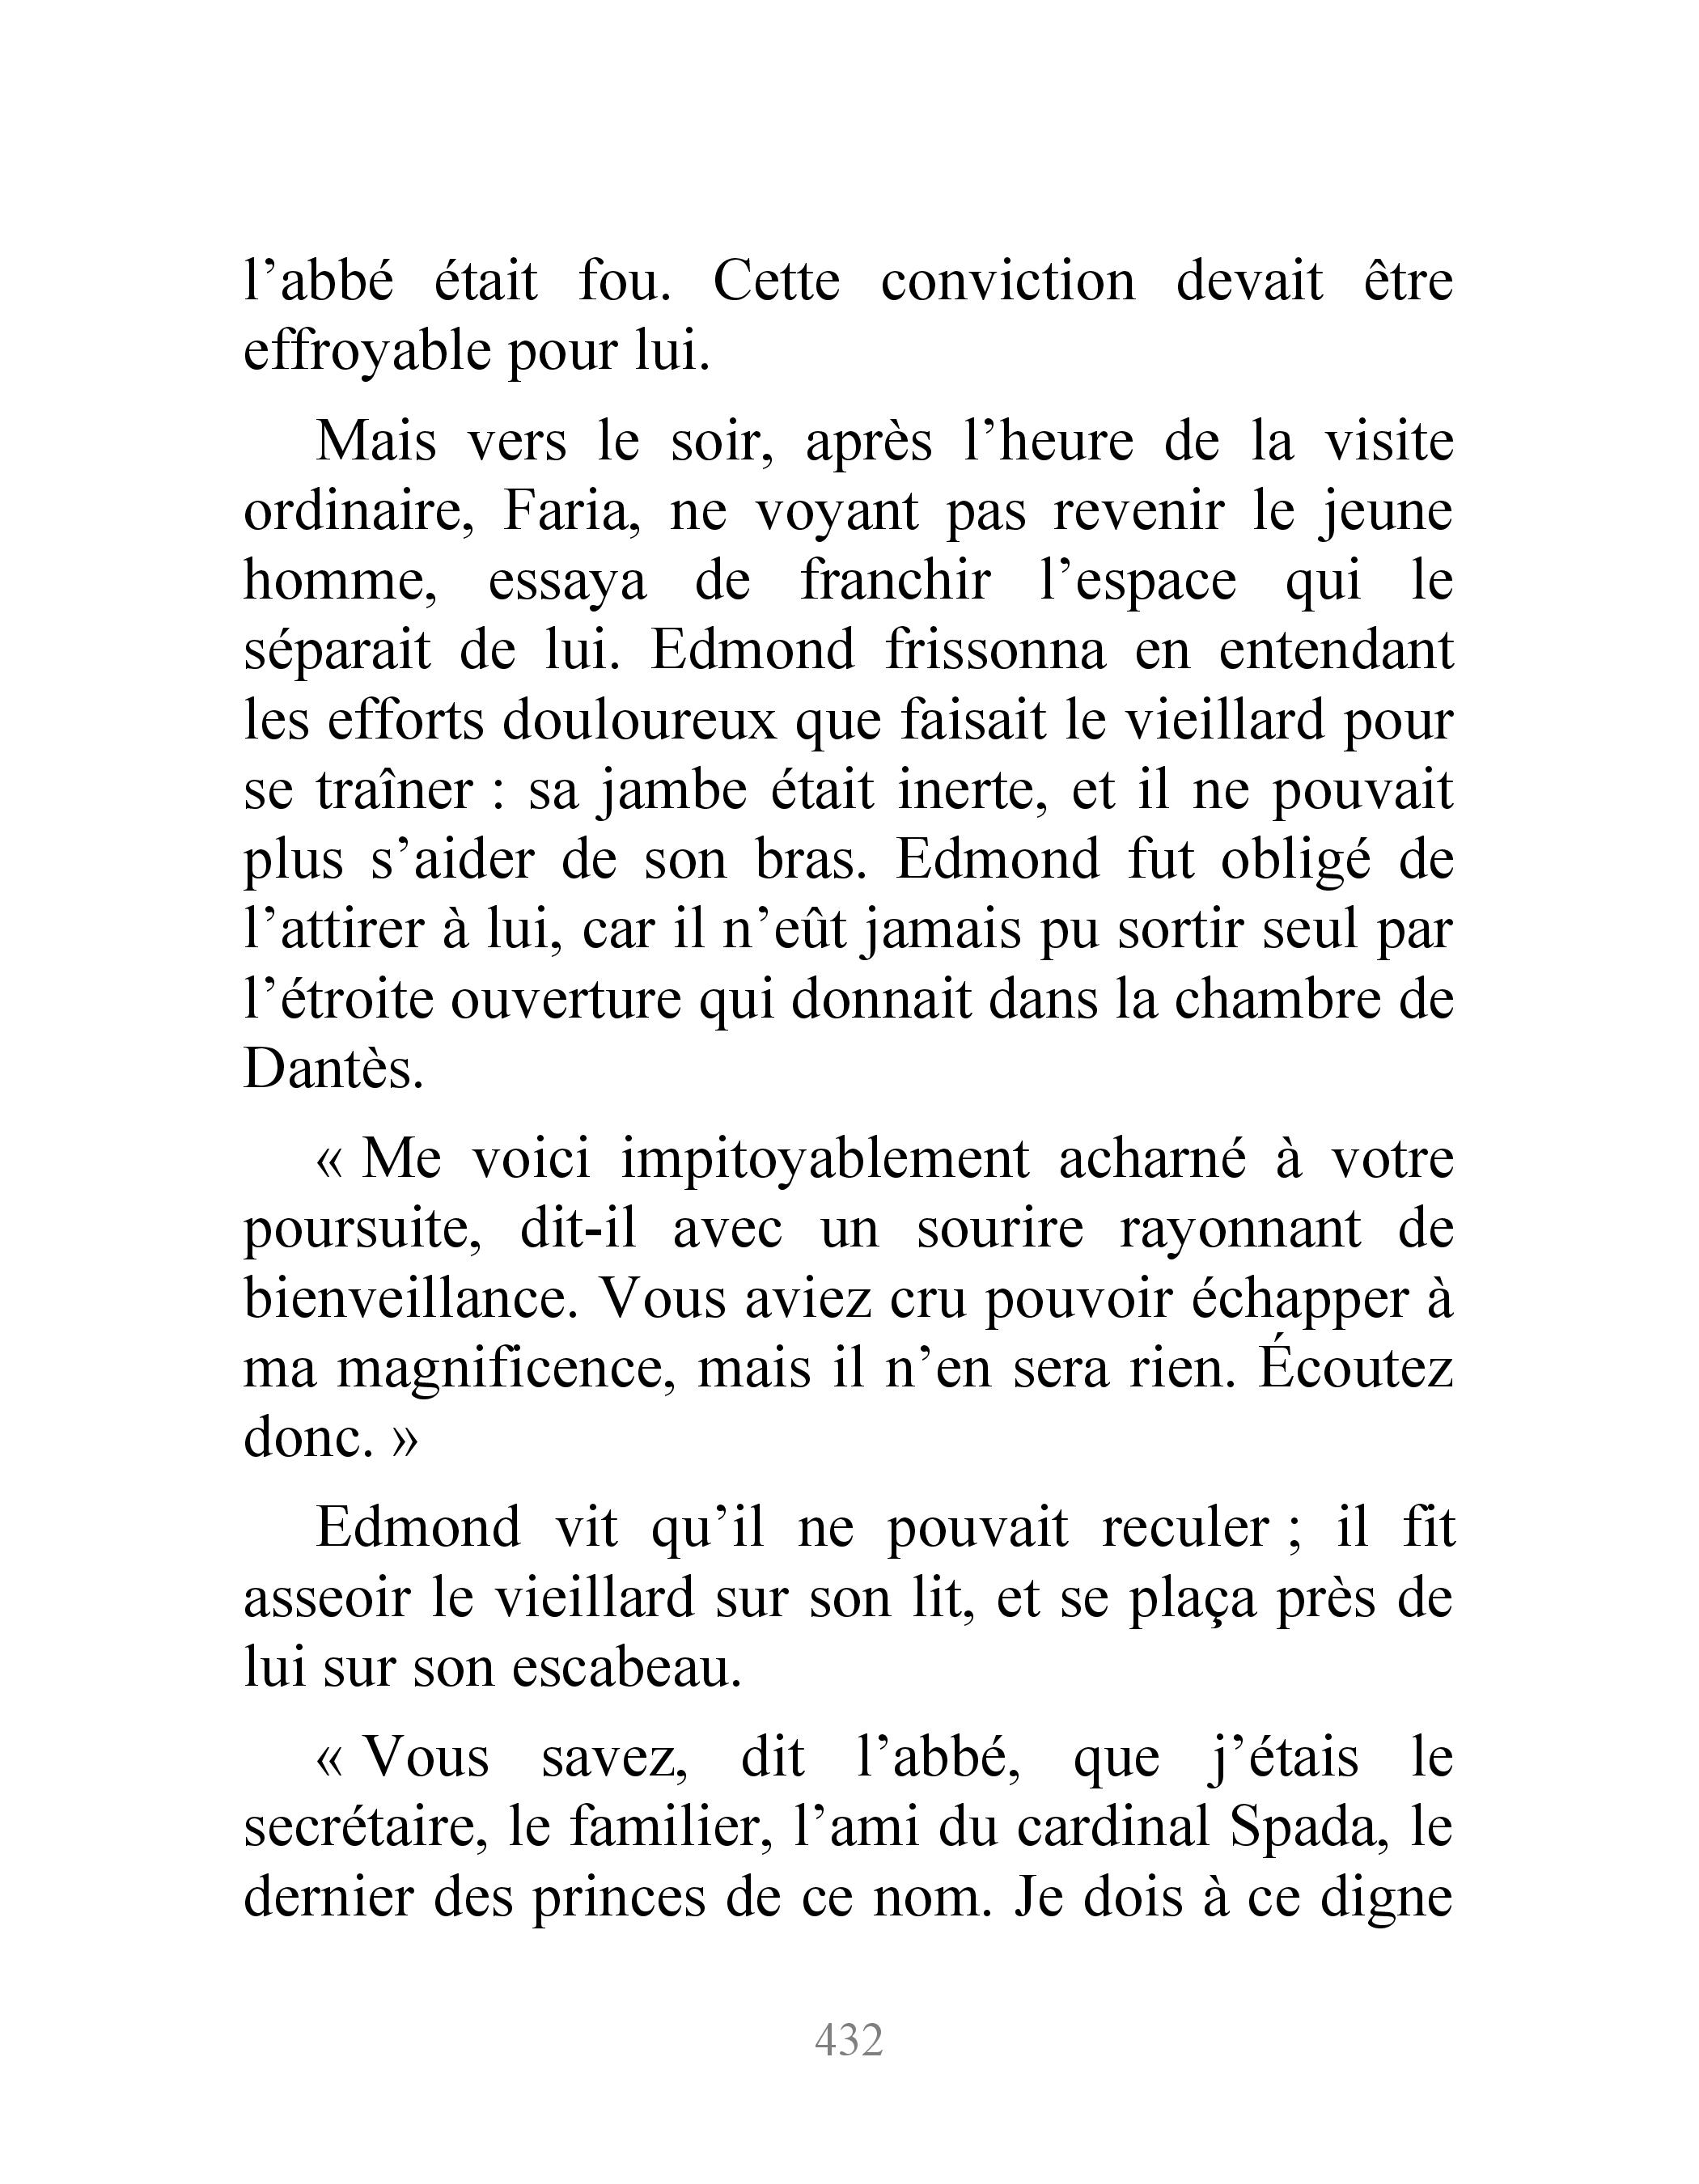 l’abbé était fou. Cette conviction devait être
effroyable pour lui.
Mais vers le soir, après l’heure de la visite
ordinaire, Faria, ne voyant pas revenir le jeune
homme, essaya de franchir l’espace qui le
séparait de lui. Edmond frissonna en entendant
les efforts douloureux que faisait le vieillard pour
se traîner : sa jambe était inerte, et il ne pouvait
plus s’aider de son bras. Edmond fut obligé de
l’attirer à lui, car il n’eût jamais pu sortir seul par
l’étroite ouverture qui donnait dans la chambre de
Dantès.
« Me voici impitoyablement acharné à votre
poursuite, dit-il avec un sourire rayonnant de
bienveillance. Vous aviez cru pouvoir échapper à
ma magnificence, mais il n’en sera rien. Écoutez
donc. »
Edmond vit qu’il ne pouvait reculer ; il fit
asseoir le vieillard sur son lit, et se plaça près de
lui sur son escabeau.
« Vous savez, dit l’abbé, que j’étais le
secrétaire, le familier, l’ami du cardinal Spada, le
dernier des princes de ce nom. Je dois à ce digne
432